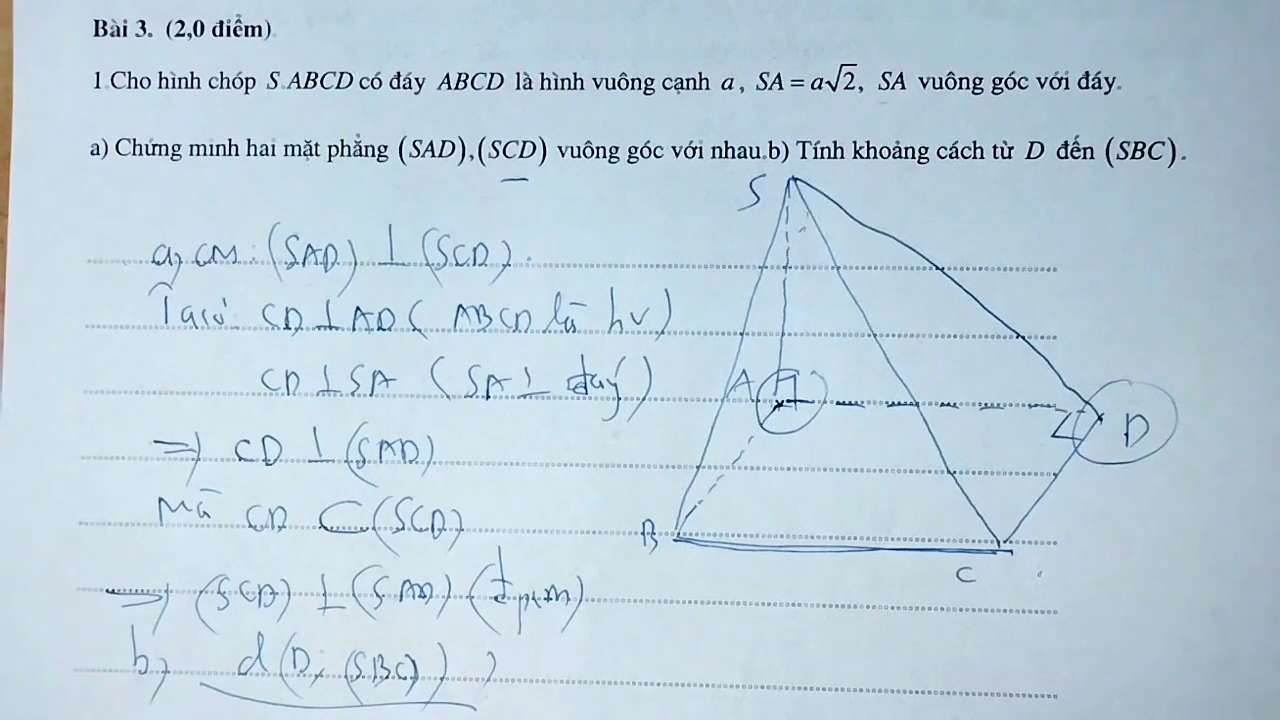 Bài 3. (2,0 điểm)
1.Cho hình chóp S.ABCD có đáy ABCD là hình vuông cạnh a, SA = a√2, SA vuông góc với đáy.
a) Chứng minh hai mặt phẳng (SAD),(SCD) vuông góc với nhau.b) Tính khoảng cách từ D đến (SBC).
S
a, CM: (SAD) ⊥ (SCD).
Ta có: CD ⊥ AD ( ABCD là hv)
CD ⊥ SA ( SA ⊥ đáy)
A
D
⇒ CD ⊥ (SAD)
Mà CD ⊂ (SCD)
B
C
⇒ (SCD) ⊥ (SAD) (đpcm)
b, d(D; (SBC))